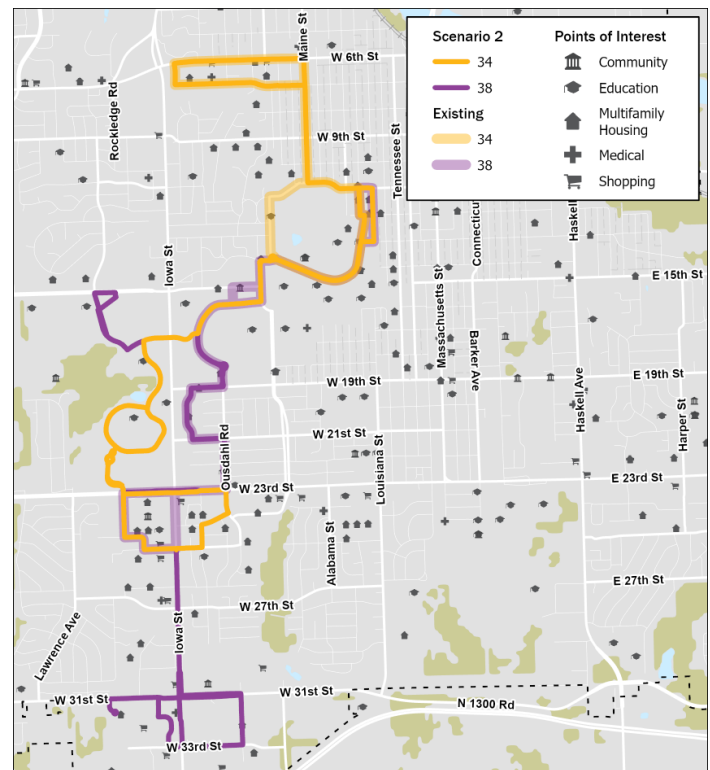 Scenario 2
34
38
Existing
34
38
Points of Interest
Community
Education
Multifamily
Housing
Medical
Shopping
Maine St
W 6th St
Rockledge Rd
W 9th St
Tennessee St
Connecticut
Haskell
Iowa St
E 15th St
Massachusetts St
Barker Ave
W 19th St
E 19th St
Haskell Ave
Harper St
W 21st St
Ousdahl Rd
Louisiana St
W 23rd St
E 23rd St
Alabama St
E 27th St
W 27th St
Lawrence Ave
Iowa St
W 31st St
W 31st St
N 1300 Rd
W 33rd St